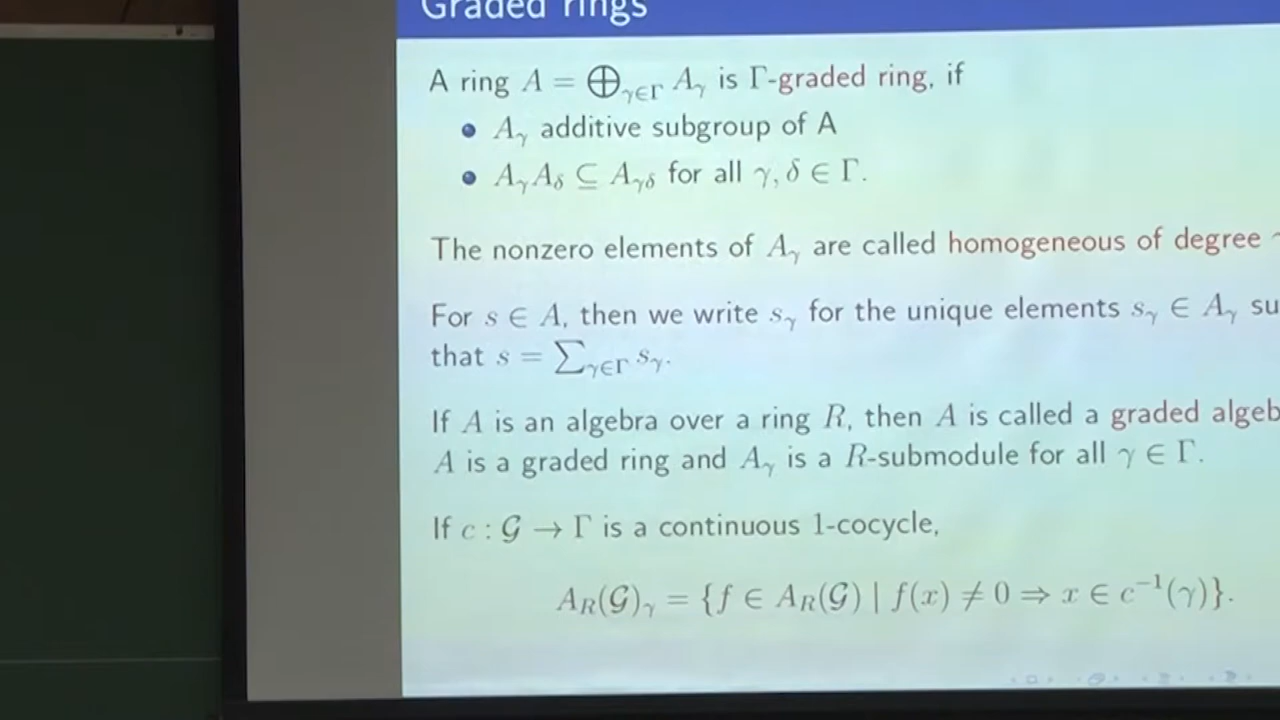 Graded rings
A ring A = ⊕_{γ∈Γ} A_γ is Γ-graded ring, if
• A_γ additive subgroup of A
• A_γ A_δ ⊆ A_{γδ} for all γ, δ ∈ Γ.
The nonzero elements of A_γ are called homogeneous of degree
For s ∈ A, then we write s_γ for the unique elements s_γ ∈ A_γ su
that s = ∑_{γ∈Γ} s_γ.
If A is an algebra over a ring R, then A is called a graded algeb
A is a graded ring and A_γ is a R-submodule for all γ ∈ Γ.
If c : 𝒢 → Γ is a continuous 1-cocycle,
A_R(𝒢)_γ = {f ∈ A_R(𝒢) | f(x) ≠ 0 ⇒ x ∈ c⁻¹(γ)}.